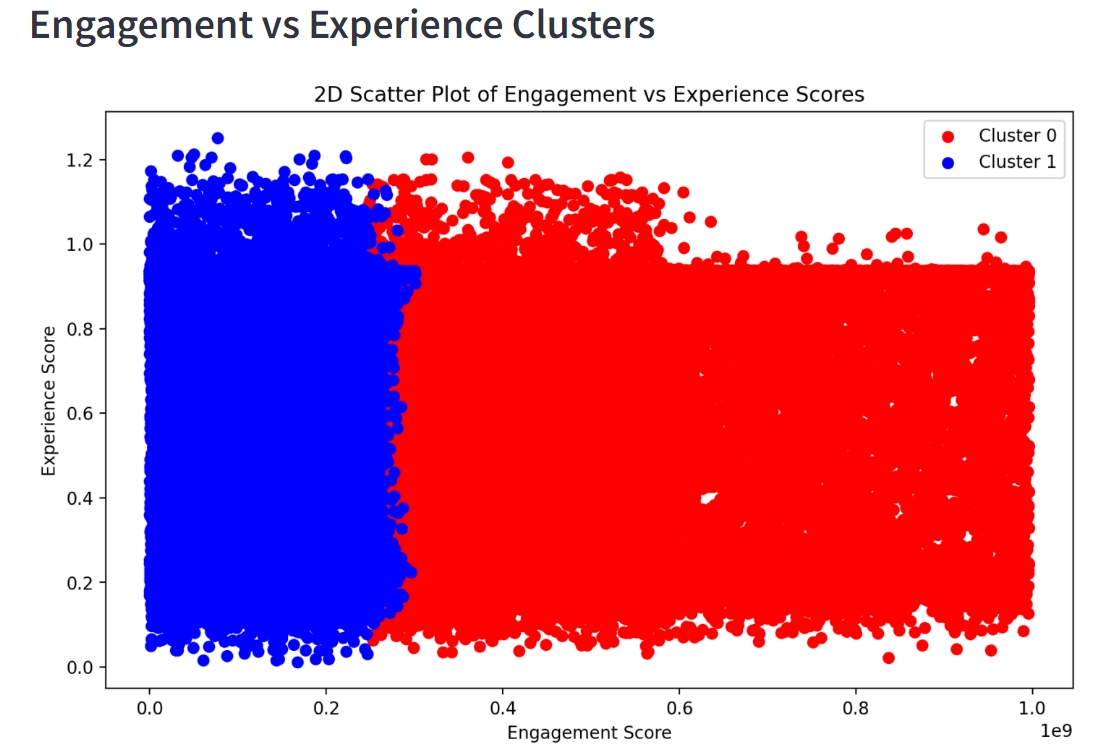 Engagement vs Experience Clusters
2D Scatter Plot of Engagement vs Experience Scores
Cluster 0
Cluster 1
1.2
1.0
0.8
0.6
0.4
0.2
0.0
Experience Score
0.0 0.2 0.4 0.6 0.8 1.0
1e9
Engagement Score